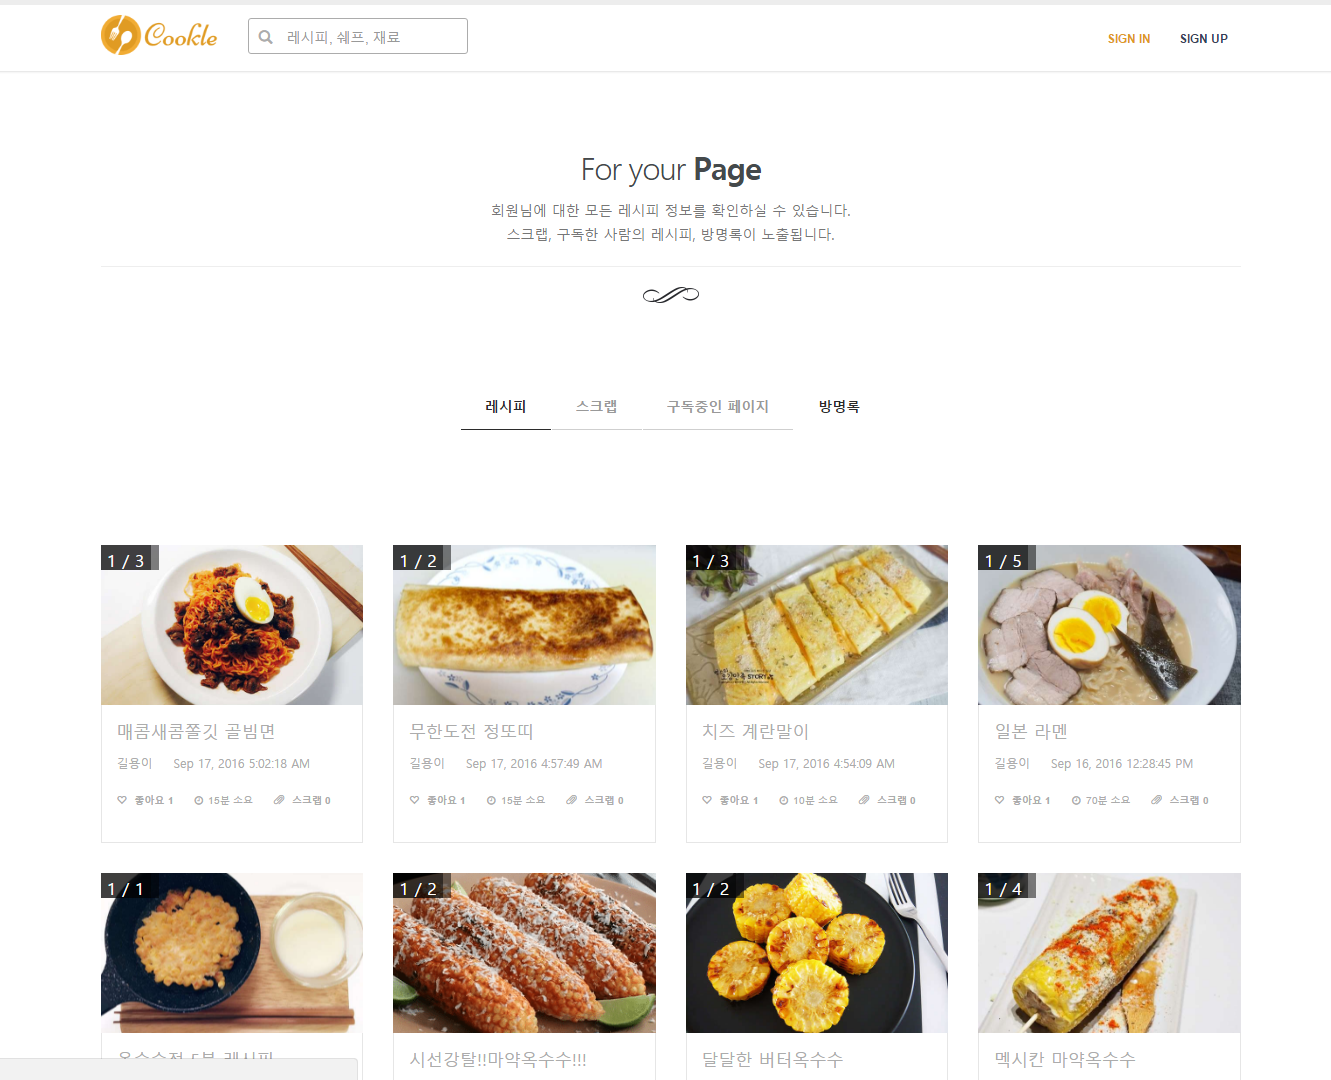 Cookle
레시피, 쉐프, 재료
SIGN IN
SIGN UP
For your Page
회원님에 대한 모든 레시피 정보를 확인하실 수 있습니다.
스크랩, 구독한 사람의 레시피, 방명록이 노출됩니다.
레시피
스크랩
구독중인 페이지
방명록
1 / 3
1 / 2
1 / 3
1 / 5
STORY
매콤새콤쫄깃 골빔면
무한도전 정또띠
치즈 계란말이
일본 라멘
길용이 Sep 17, 2016 5:02:18 AM
길용이 Sep 17, 2016 4:57:49 AM
길용이 Sep 17, 2016 4:54:09 AM
길용이 Sep 16, 2016 12:28:45 PM
좋아요 1 15분 소요 스크랩 0
좋아요 1 15분 소요 스크랩 0
좋아요 1 10분 소요 스크랩 0
좋아요 1 70분 소요 스크랩 0
1 / 1
1 / 2
1 / 2
1 / 4
옥수수전 5분 레시피
시선강탈!!마약옥수수!!!
달달한 버터옥수수
멕시칸 마약옥수수